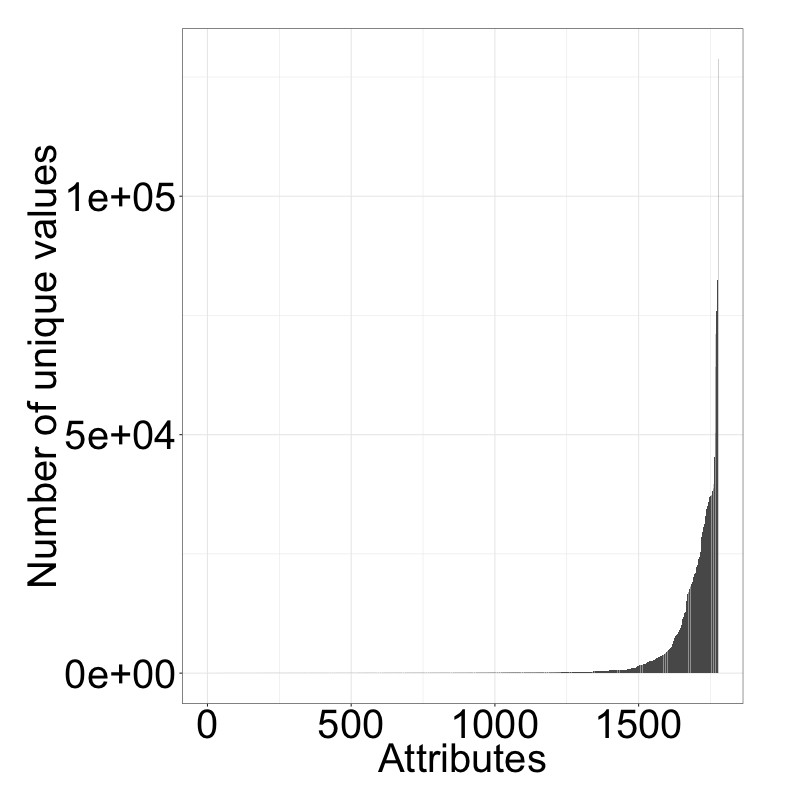 Number of unique values
1e+05
5e+04
0e+00
0 500 1000 1500
Attributes